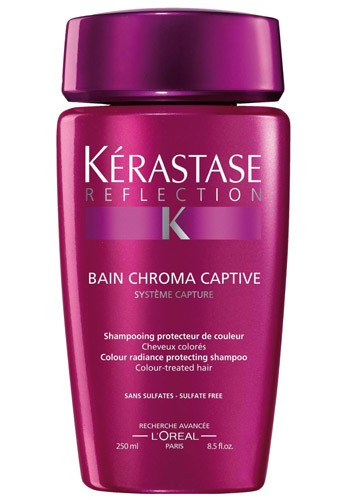 KÉRASTASE
REFLECTION
K
BAIN CHROMA CAPTIVE
SYSTÈME CAPTURE
Shampooing protecteur de couleur
Cheveux colorés
Colour radiance protecting shampoo
Colour-treated hair
SANS SULFATES - SULFATE FREE
RECHERCHE AVANCÉE
L'ORÉAL
250 ml PARIS 8.5 fl.oz.